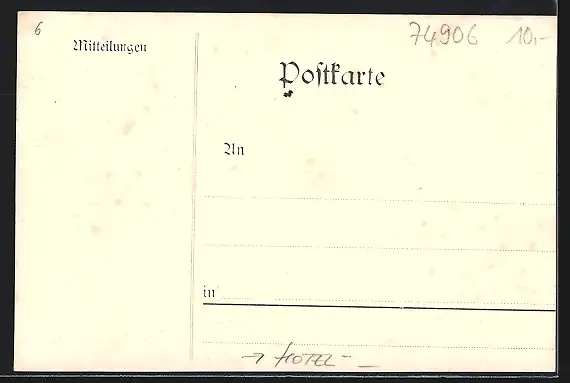 6
74906 10,-
Mitteilungen
Poſtkarte
An
in
→ HOTEL –